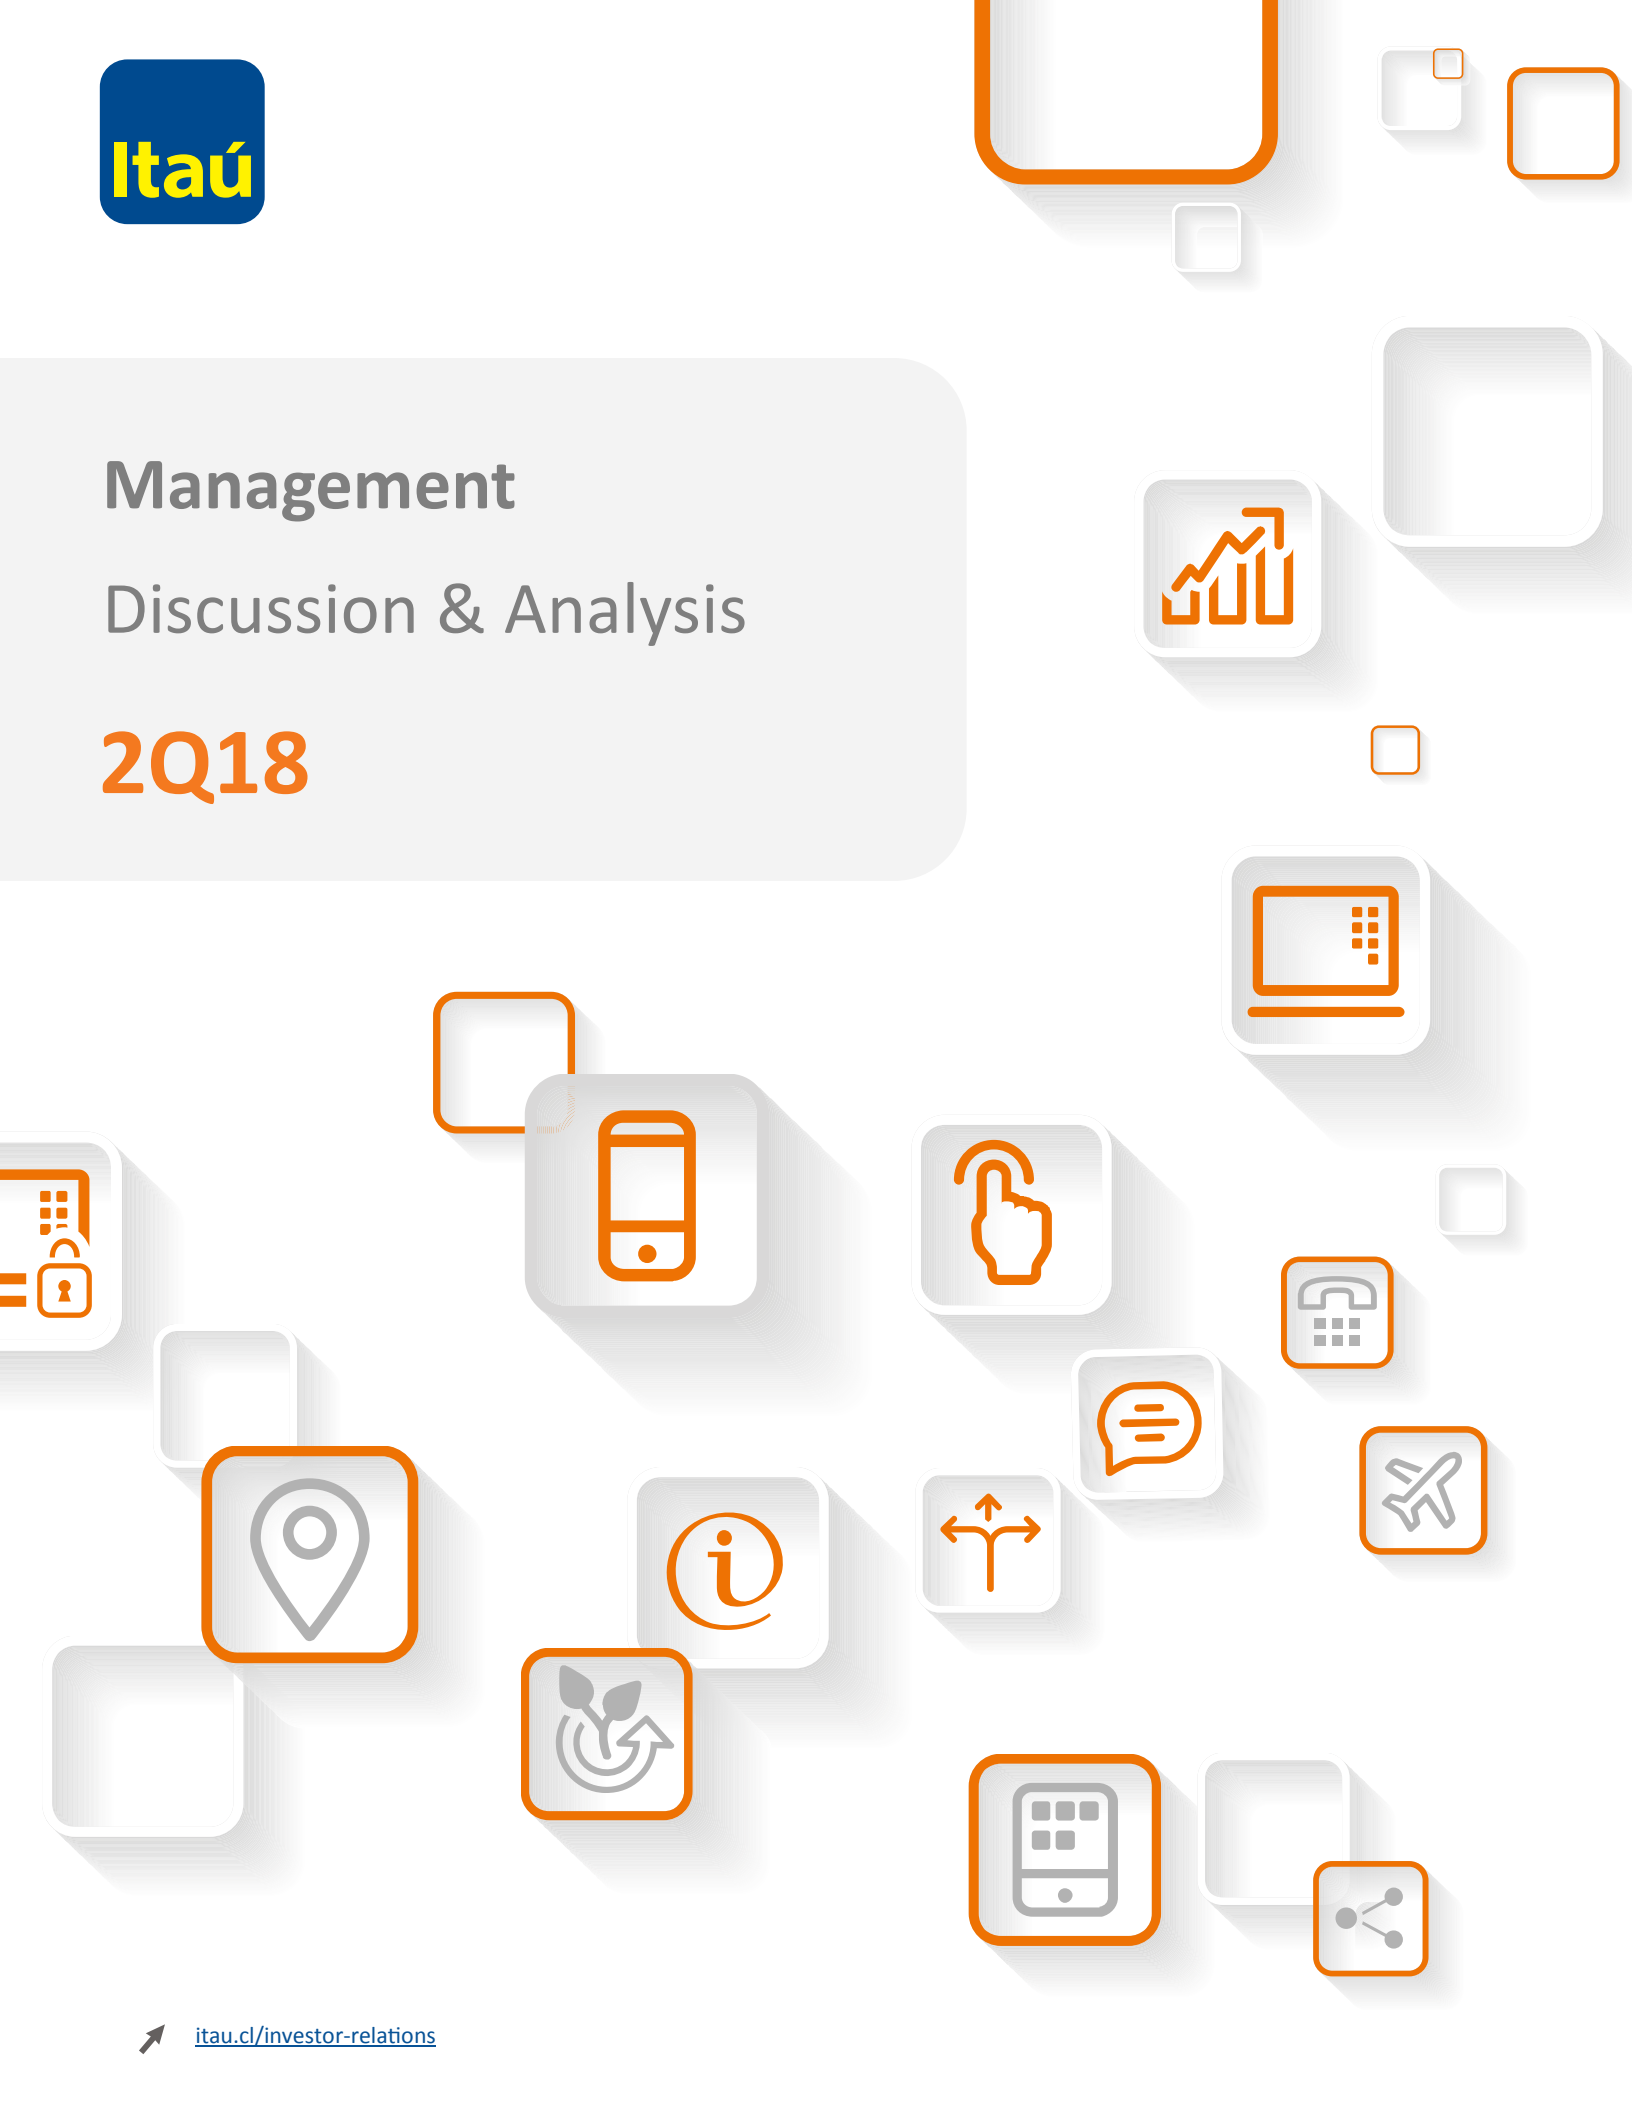 Itaú
Management
Discussion & Analysis
2Q18
itau.cl/investor-relations